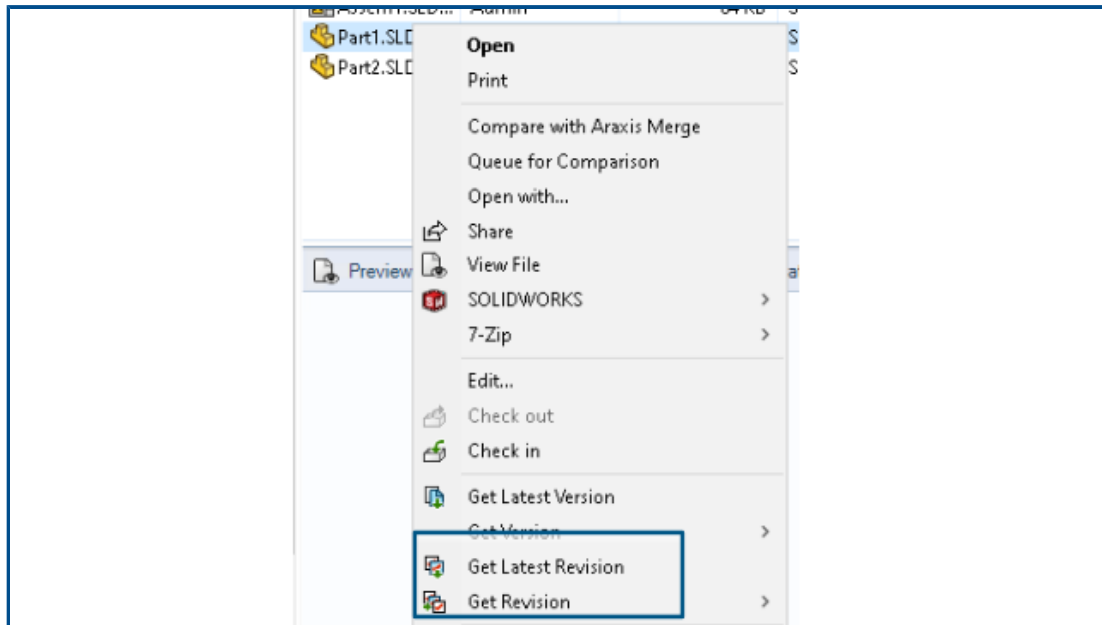 Part1.SLD
Part2.SLD
Open
Print
Compare with Araxis Merge
Queue for Comparison
Open with...
Share
Preview
View File
SOLIDWORKS
7-Zip
Edit...
Check out
Check in
Get Latest Version
Get Version
Get Latest Revision
Get Revision